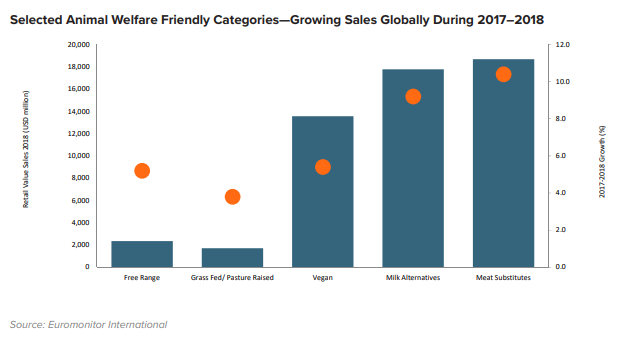 Selected Animal Welfare Friendly Categories—Growing Sales Globally During 2017–2018
20,000
18,000
16,000
14,000
12,000
10,000
8,000
6,000
4,000
2,000
0
Retail Value Sales 2018 (USD million)
12.0
10.0
8.0
6.0
4.0
2.0
0.0
2017-2018 Growth (%)
Free Range
Grass Fed/ Pasture Raised
Vegan
Milk Alternatives
Meat Substitutes
Source: Euromonitor International